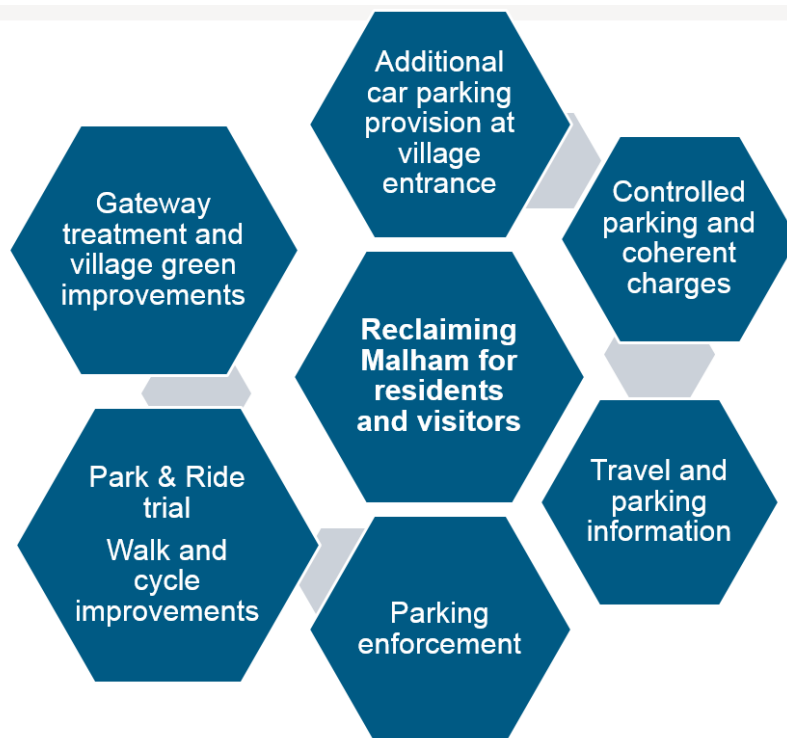 Additional
car parking
provision at
village
entrance
Controlled
parking and
coherent
charges
Travel and
parking
information
Parking
enforcement
Park & Ride
trial
Walk and
cycle
improvements
Gateway
treatment and
village green
improvements
Reclaiming
Malham for
residents
and visitors